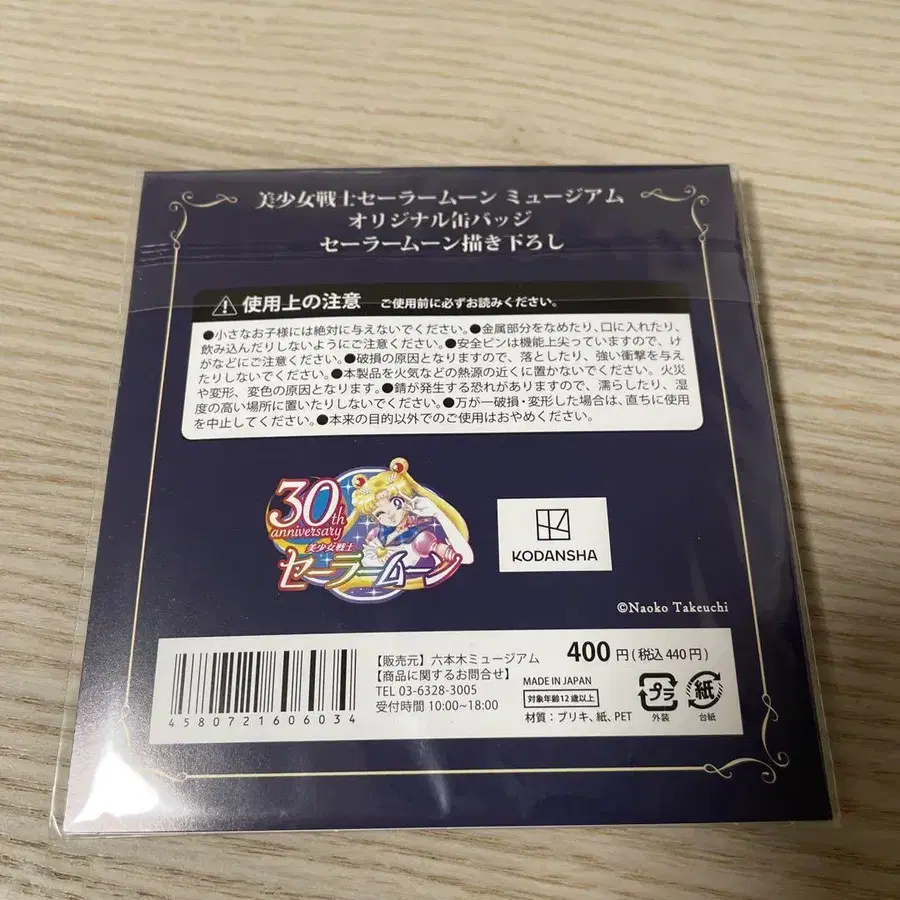 美少女戦士セーラームーン ミュージアム
オリジナル缶バッジ
セーラームーン描き下ろし
使用上の注意 ご使用前に必ずお読みください。
●小さなお子様には絶対に与えないでください。●金属部分をなめたり、口に入れたり、
飲み込んだりしないようにご注意ください。●安全ピンは機能上尖っていますので、け
がなどにご注意ください。●破損の原因となりますので、落としたり、強い衝撃を与え
たりしないでください。●本製品を火気などの熱源の近くに置かないでください。火災
や変形、変色の原因となります。●錆が発生する恐れがありますので、濡らしたり、湿
度の高い場所に置いたりしないでください。●万が一破損・変形した場合は、直ちに使用
を中止してください。●本来の目的以外でのご使用はおやめください。
30th
anniversary
美少女戦士
セーラームーン
KODANSHA
©Naoko Takeuchi
4580721606034
【販売元】六本木ミュージアム
【商品に関するお問合せ】
TEL 03-6328-3005
受付時間 10:00~18:00
400円(税込440円)
MADE IN JAPAN
対象年齢12歳以上
材質：ブリキ、紙、PET
プラ
外装
紙
台紙